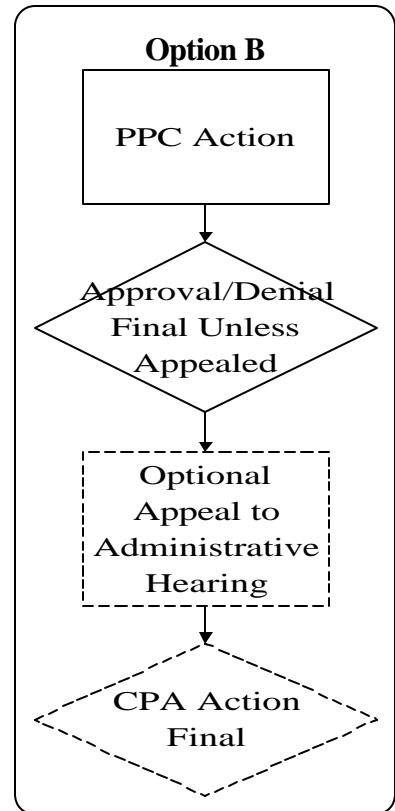 Option B
PPC Action
Approval/Denial
Final Unless
Appealed
Optional
Appeal to
Administrative
Hearing
CPA Action
Final